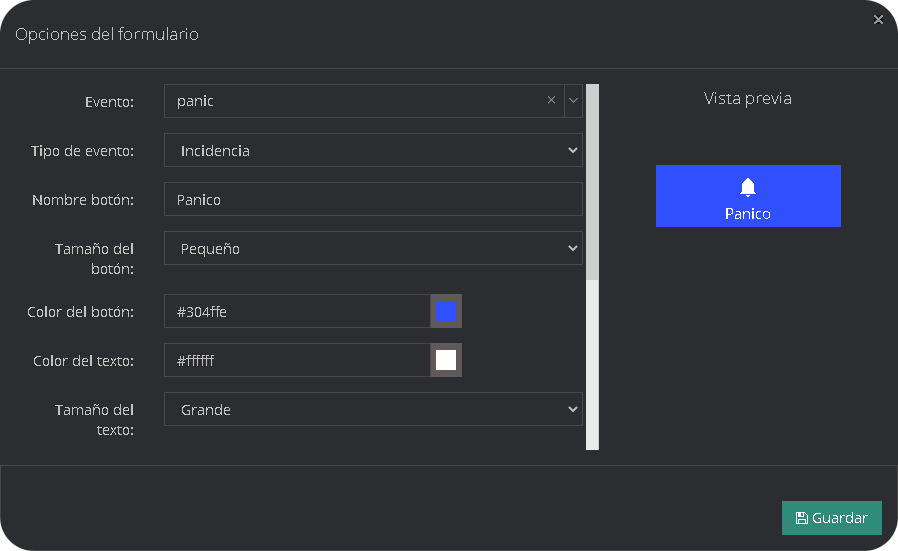 Opciones del formulario
Evento:
panic
Tipo de evento:
Incidencia
Nombre botón:
Panico
Tamaño del
botón:
Pequeño
Color del botón:
#304ffe
Color del texto:
#ffffff
Tamaño del
texto:
Grande
Vista previa
Panico
Guardar